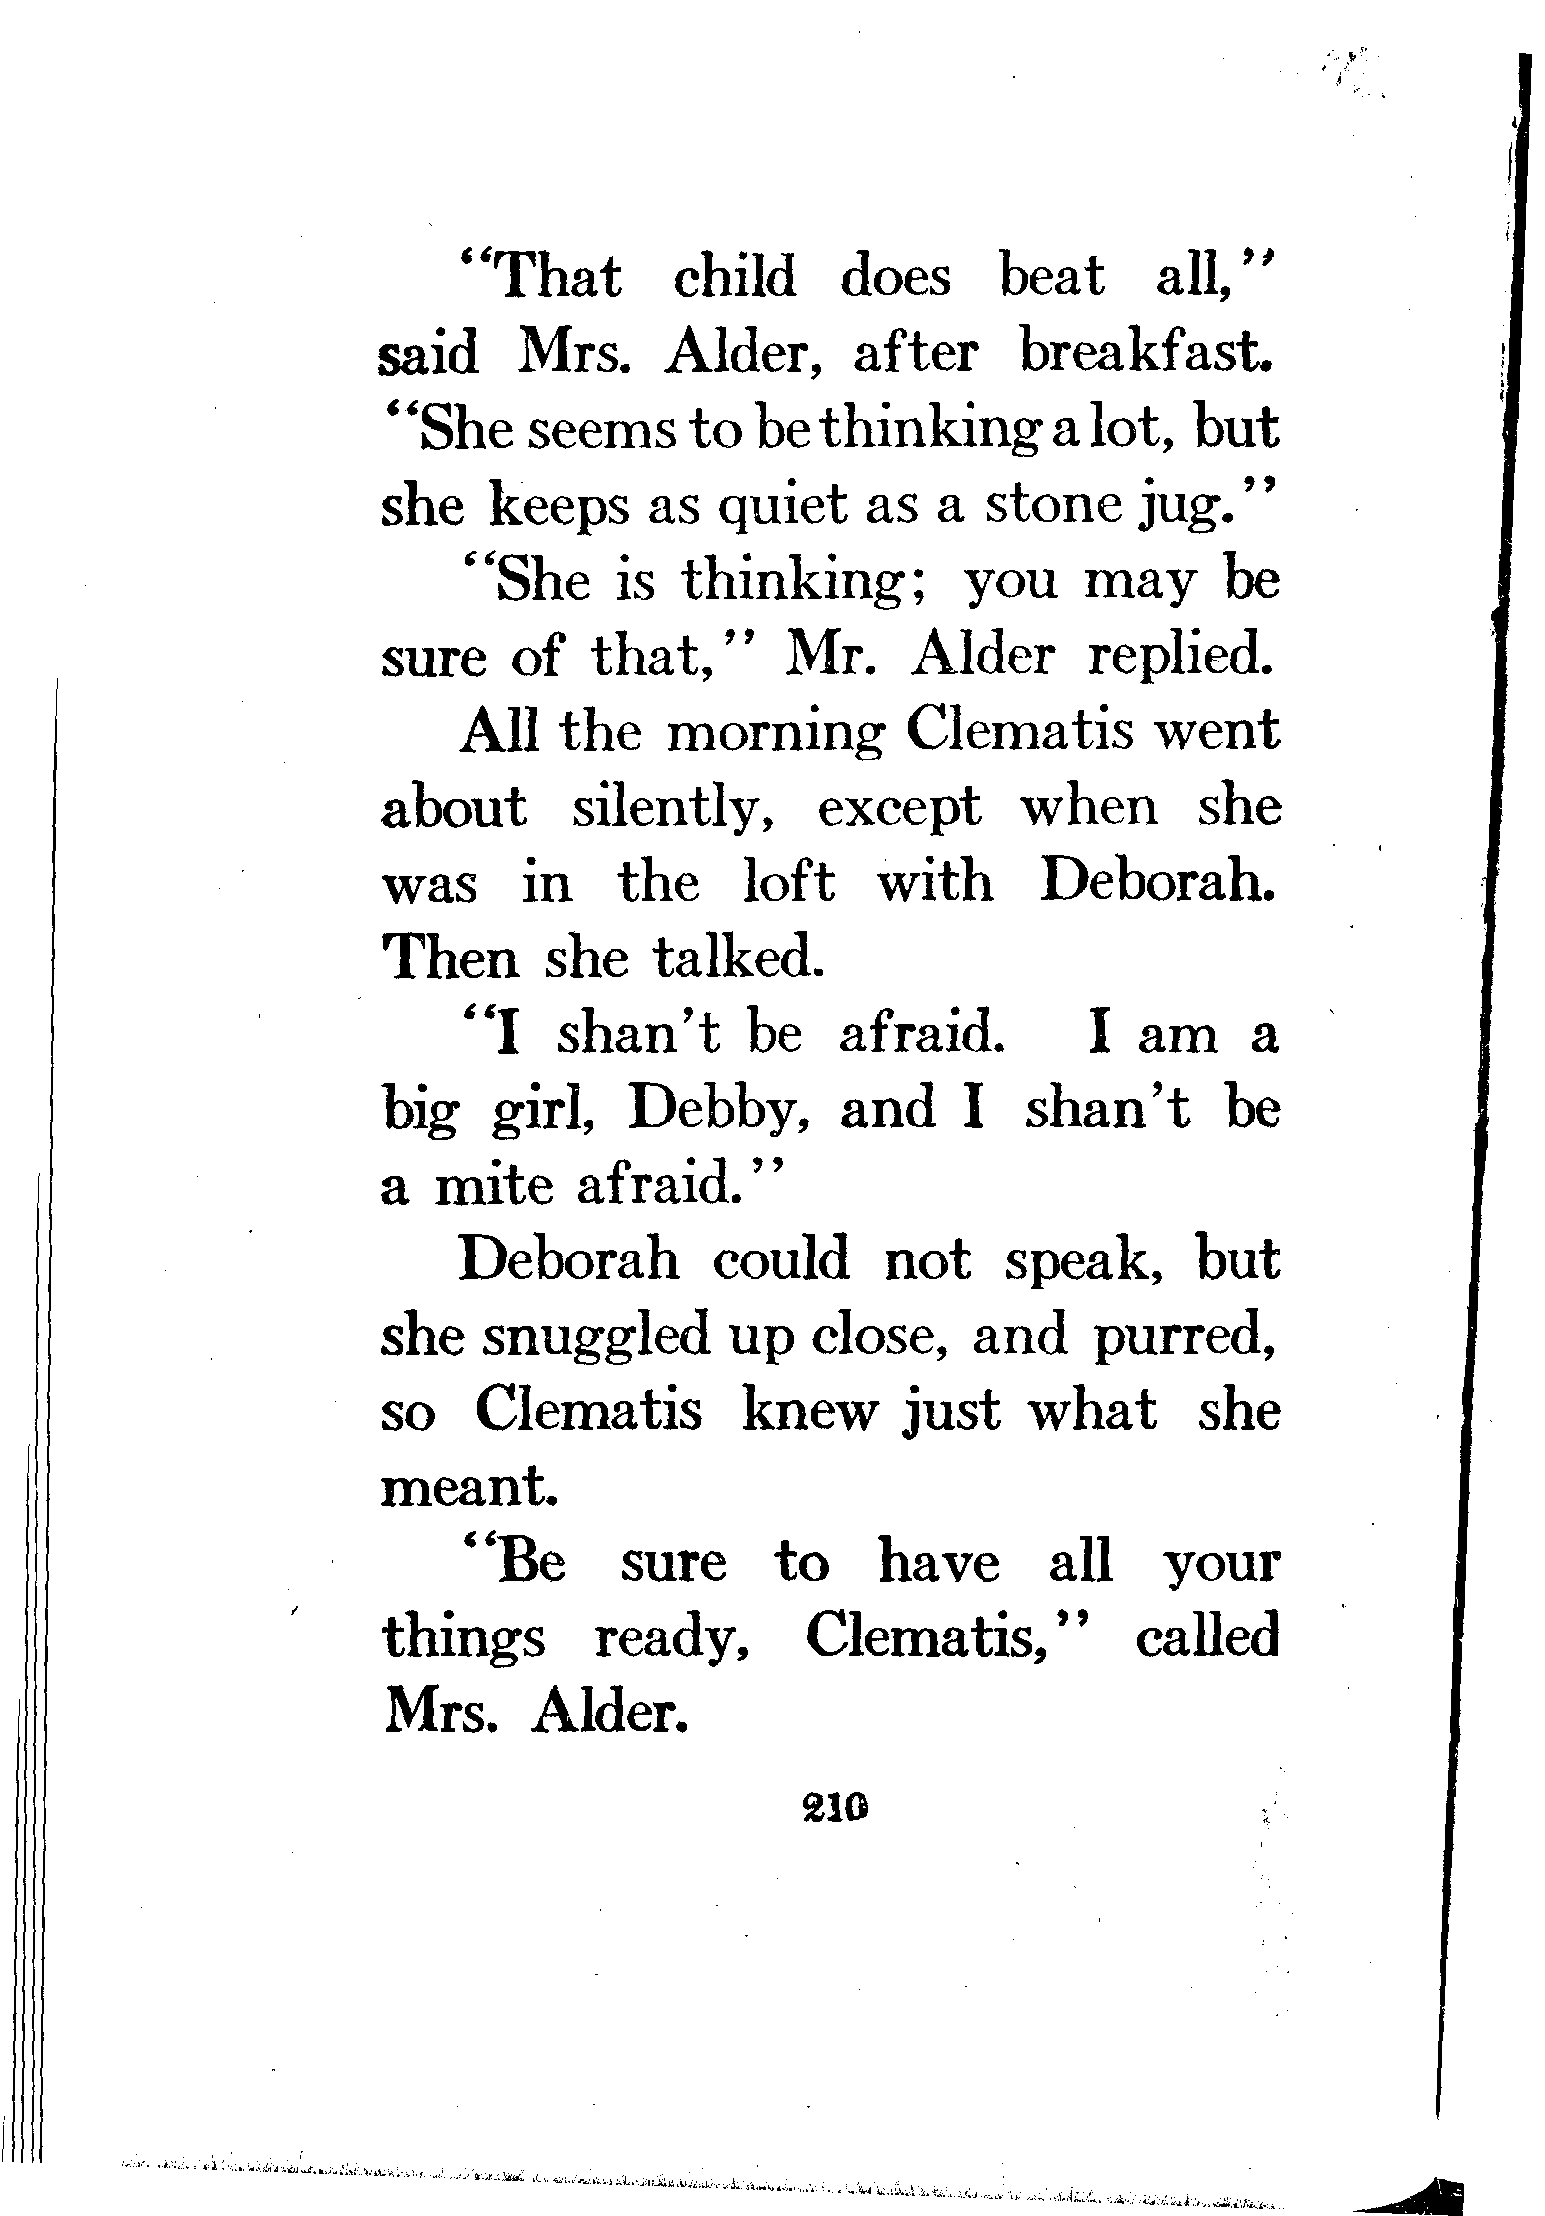 “That child does beat all,”
said Mrs. Alder, after breakfast.
“She seems to be thinking a lot, but
she keeps as quiet as a stone jug.”
“She is thinking; you may be
sure of that,” Mr. Alder replied.
All the morning Clematis went
about silently, except when she
was in the loft with Deborah.
Then she talked.
“I shan’t be afraid. I am a
big girl, Debby, and I shan’t be
a mite afraid.”
Deborah could not speak, but
she snuggled up close, and purred,
so Clematis knew just what she
meant.
“Be sure to have all your
things ready, Clematis,” called
Mrs. Alder.
210